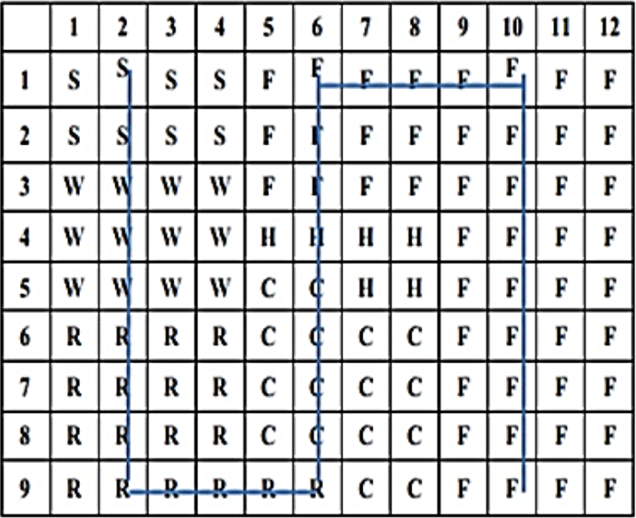 1 2 3 4 5 6 7 8 9 10 11 12
1 S S S S F F F F F F F F
2 S S S S F F F F F F F F
3 W W W W F F F F F F F F
4 W W W W H H H H F F F F
5 W W W W C C H H F F F F
6 R R R R C C C C F F F F
7 R R R R C C C C F F F F
8 R R R R C C C C F F F F
9 R R R R R R C C F F F F